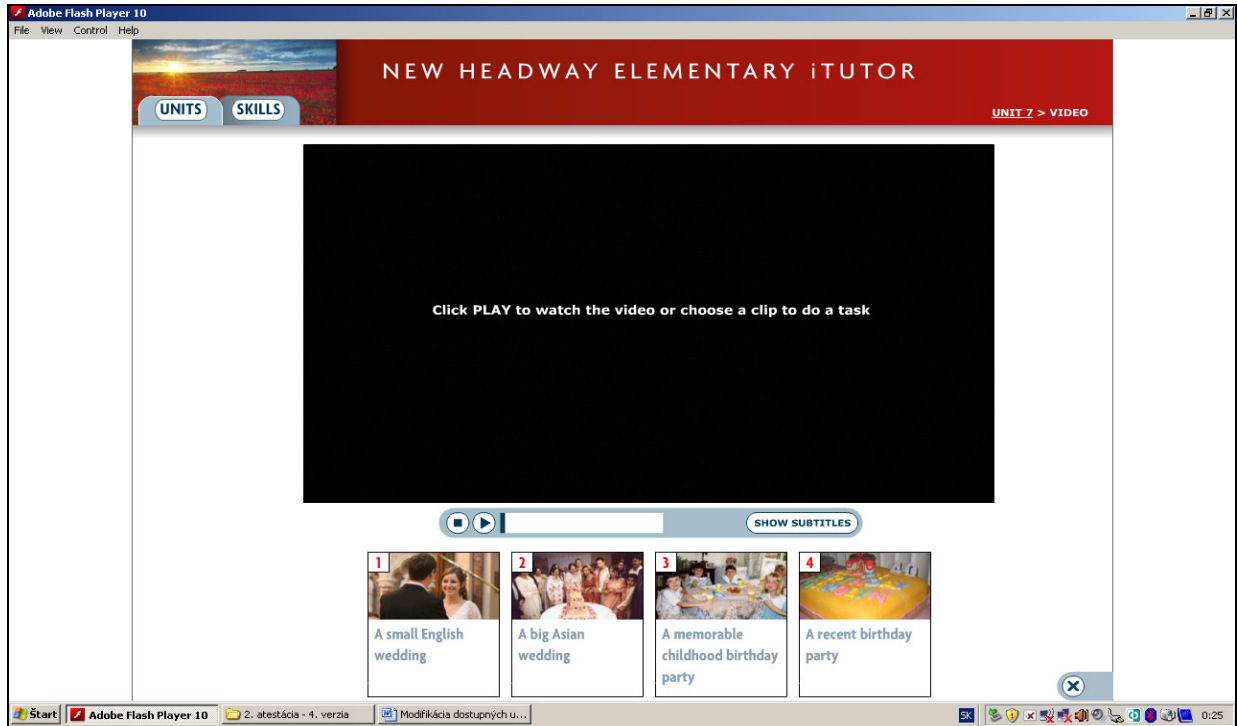 Adobe Flash Player 10
File View Control Help
NEW HEADWAY ELEMENTARY iTUTOR
UNITS SKILLS
UNIT 7 > VIDEO
Click PLAY to watch the video or choose a clip to do a task
SHOW SUBTITLES
1 2 3 4
A small English wedding
A big Asian wedding
A memorable childhood birthday party
A recent birthday party
Štart Adobe Flash Player 10 2. atestácia - 4. verzia Modifikácia dostupných u... SK 0:25